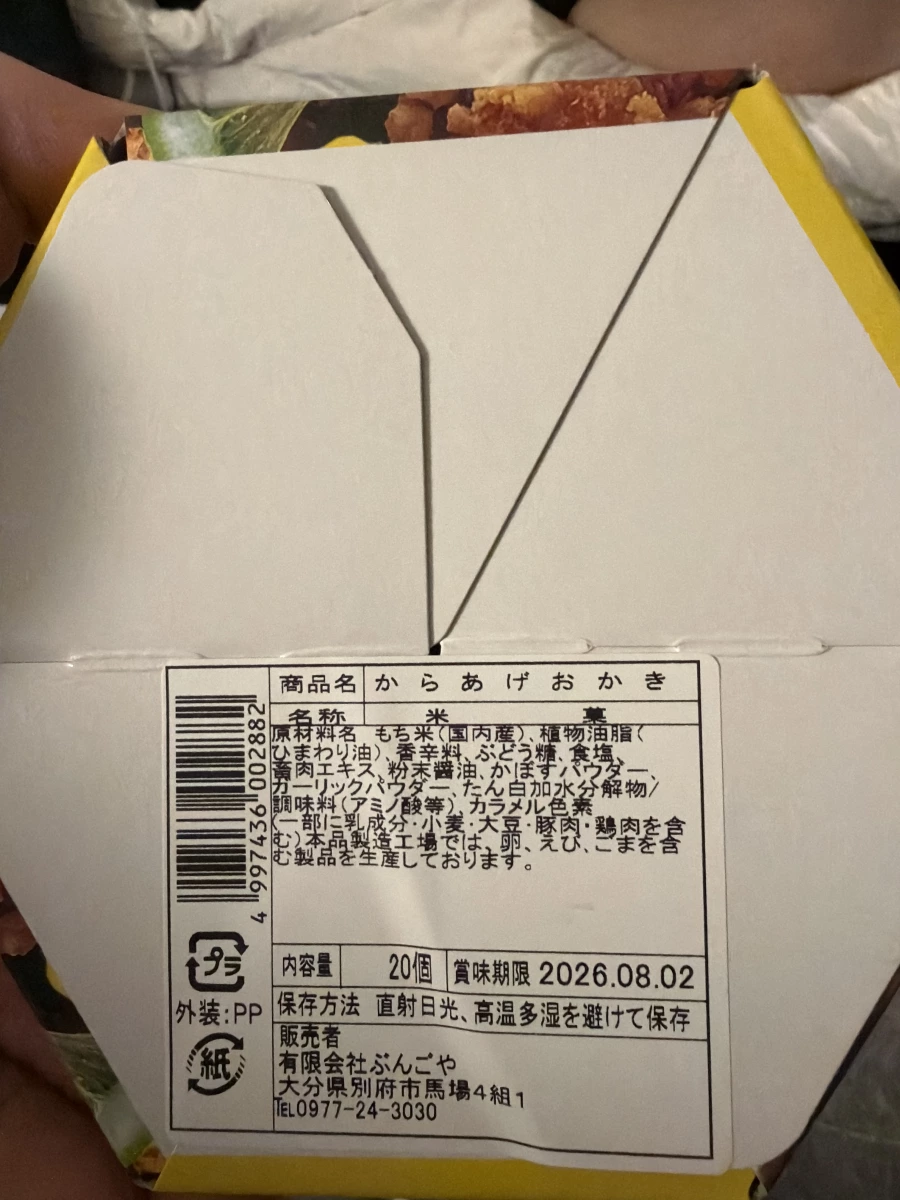 商品名 からあげおかき
名称 米菓
原材料名 もち米(国内産)、植物油脂(
ひまわり油)、香辛料、ぶどう糖、食塩、
畜肉エキス、粉末醤油、かぼすパウダー、
ガーリックパウダー、たん白加水分解物/
調味料(アミノ酸等)、カラメル色素
(一部に乳成分・小麦・大豆・豚肉・鶏肉を含
む)本品製造工場では、卵、えび、ごまを含
む製品を生産しております。
4997436002882
プラ
外装:PP
紙
内容量 20個 賞味期限 2026.08.02
保存方法 直射日光、高温多湿を避けて保存
販売者
有限会社ぶんごや
大分県別府市馬場4組1
TEL0977-24-3030